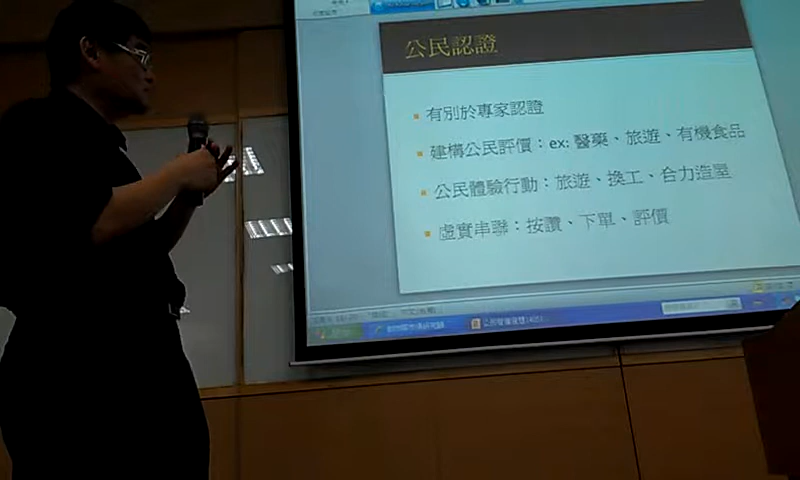 公民認證
有別於專家認證
建構公民評價：ex: 醫藥、旅遊、有機食品
公民體驗行動：旅遊、換工、合力造屋
虛實串聯：按讚、下單、評價